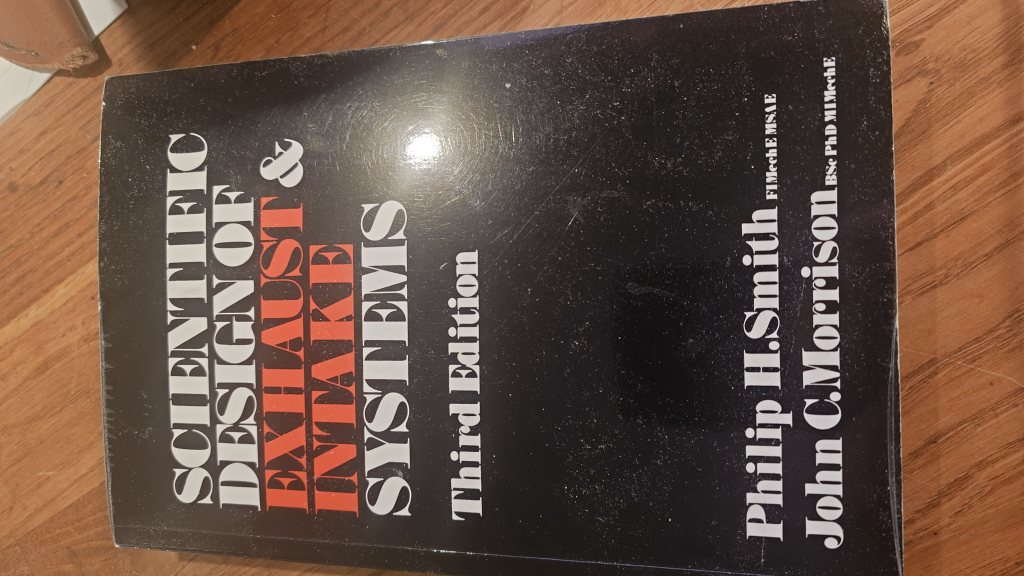 SCIENTIFIC
DESIGN OF
EXHAUST &
INTAKE
SYSTEMS
Third Edition
Philip H.Smith FIMechE MSAE
John C.Morrison BSc PhD MIMechE